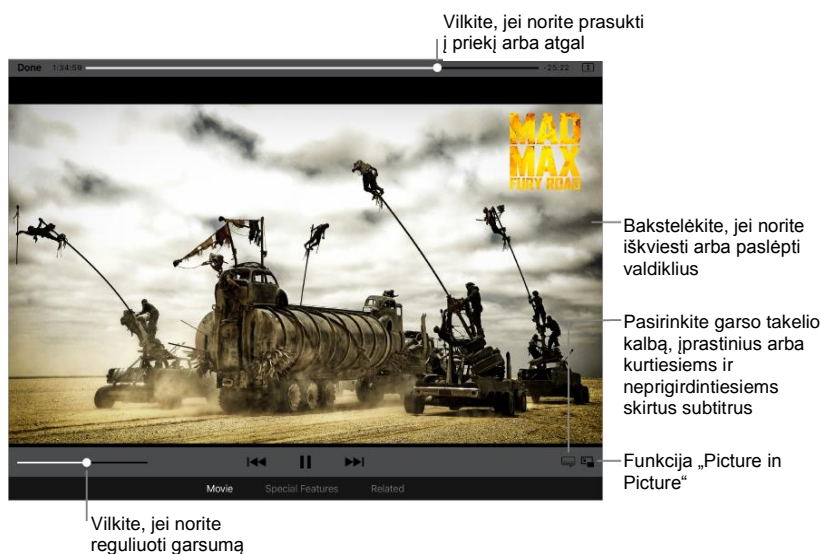 Vilkite, jei norite prasukti
į priekį arba atgal
Done 1:34:59 -25:22
MAD
MAX
FURY ROAD
Bakstelėkite, jei norite
iškviesti arba paslėpti
valdiklius
Pasirinkite garso takelio
kalbą, įprastinius arba
kurtiesiems ir
neprigirdintiesiems
skirtus subtitrus
Funkcija „Picture in
Picture“
Movie Special Features Related
Vilkite, jei norite
reguliuoti garsumą